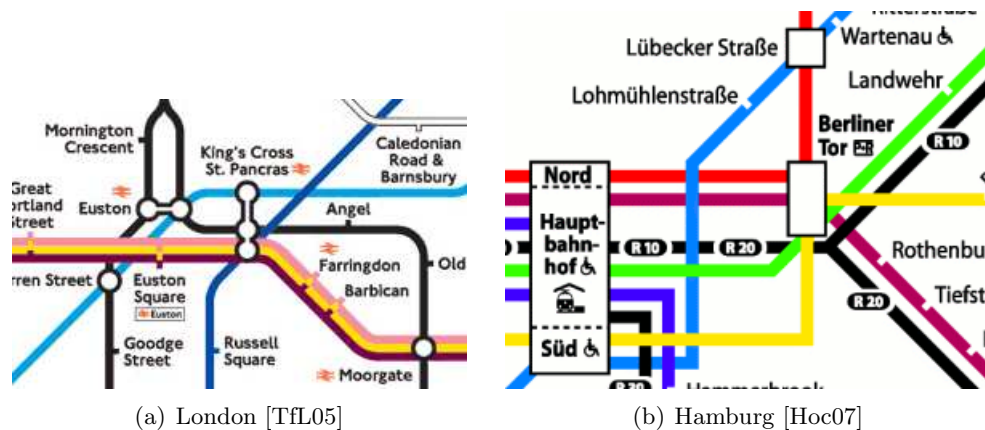 Mornington
Crescent
King's Cross
St. Pancras
Caledonian
Road &
Barnsbury
Great
ortland
Street
Euston
Angel
Farringdon
Old
rren Street
Euston
Square
Euston
Barbican
Goodge
Street
Russell
Square
Moorgate
(a) London [TfL05]
Lübecker Straße
Wartenau
Lohmühlenstraße
Landwehr
Berliner
Tor
R 10
Nord
Haupt-
bahn-
hof
R 10
R 20
Rothenbu
R 20
Tiefst
Süd
(b) Hamburg [Hoc07]